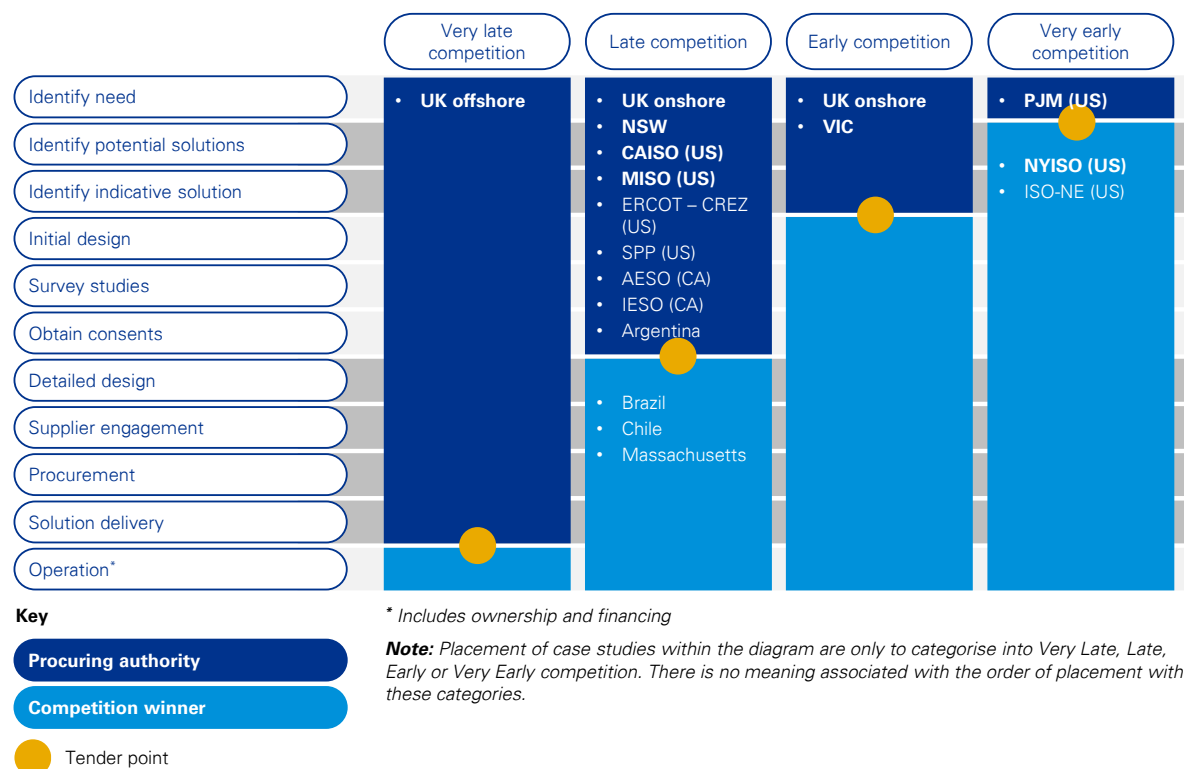 Very late
competition
Late competition
Early competition
Very early
competition
Identify need
Identify potential solutions
Identify indicative solution
Initial design
Survey studies
Obtain consents
Detailed design
Supplier engagement
Procurement
Solution delivery
Operation*
• UK offshore
• UK onshore
• NSW
• CAISO (US)
• MISO (US)
• ERCOT – CREZ
(US)
• SPP (US)
• AESO (CA)
• IESO (CA)
• Argentina
• Brazil
• Chile
• Massachusetts
• UK onshore
• VIC
• PJM (US)
• NYISO (US)
• ISO-NE (US)
Key
Procuring authority
Competition winner
Tender point
* Includes ownership and financing
Note: Placement of case studies within the diagram are only to categorise into Very Late, Late,
Early or Very Early competition. There is no meaning associated with the order of placement with
these categories.